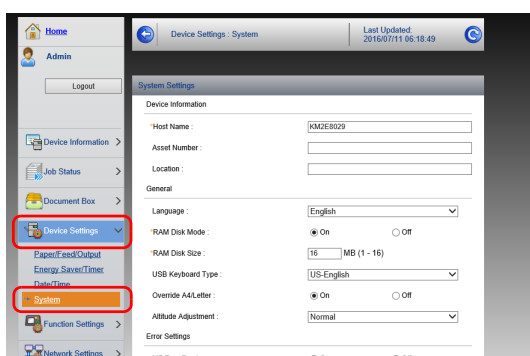 Home
Admin
Logout
Device Information
Job Status
Document Box
Device Settings
Paper/Feed/Output
Energy Saver/Timer
Date/Time
System
Function Settings
Network Settings
Device Settings : System
Last Updated:
2016/07/11 06:18:49
System Settings
Device Information
*Host Name : KM2E8029
Asset Number :
Location :
General
Language : English
*RAM Disk Mode : On Off
*RAM Disk Size : 16 MB (1 - 16)
USB Keyboard Type : US-English
Override A4/Letter : On Off
Altitude Adjustment : Normal
Error Settings